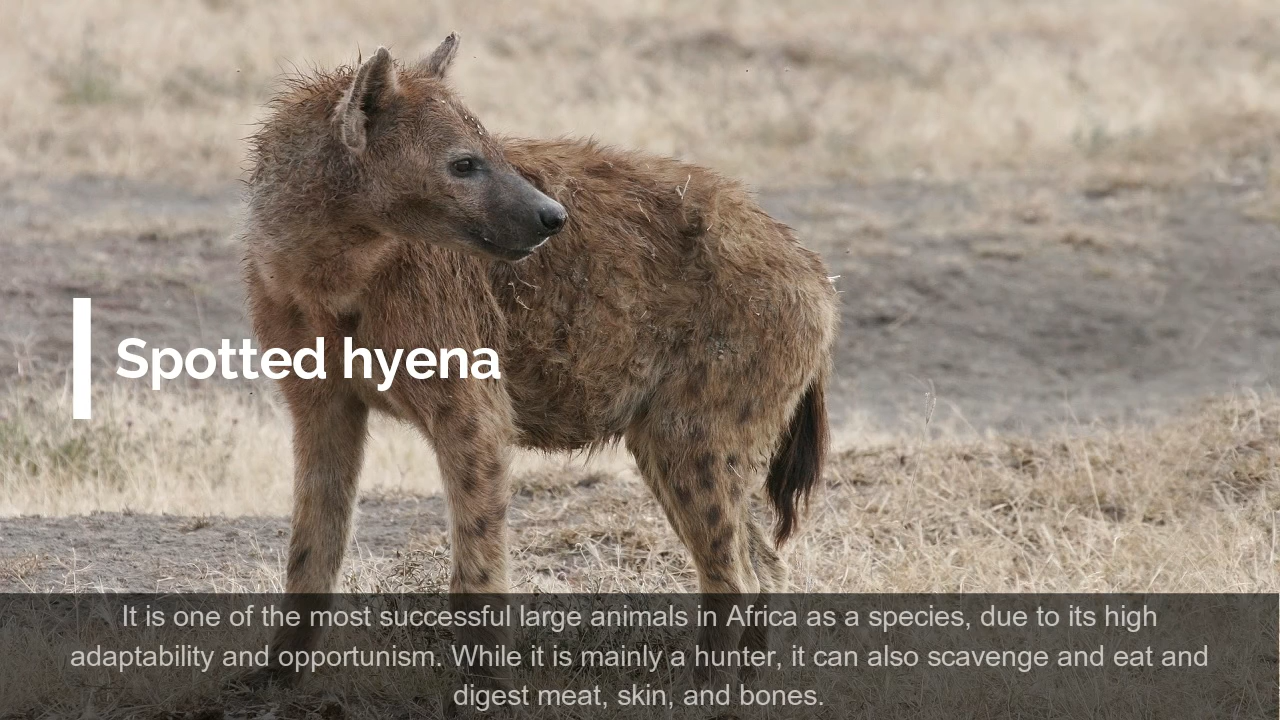 Spotted hyena
It is one of the most successful large animals in Africa as a species, due to its high
adaptability and opportunism. While it is mainly a hunter, it can also scavenge and eat and
digest meat, skin, and bones.